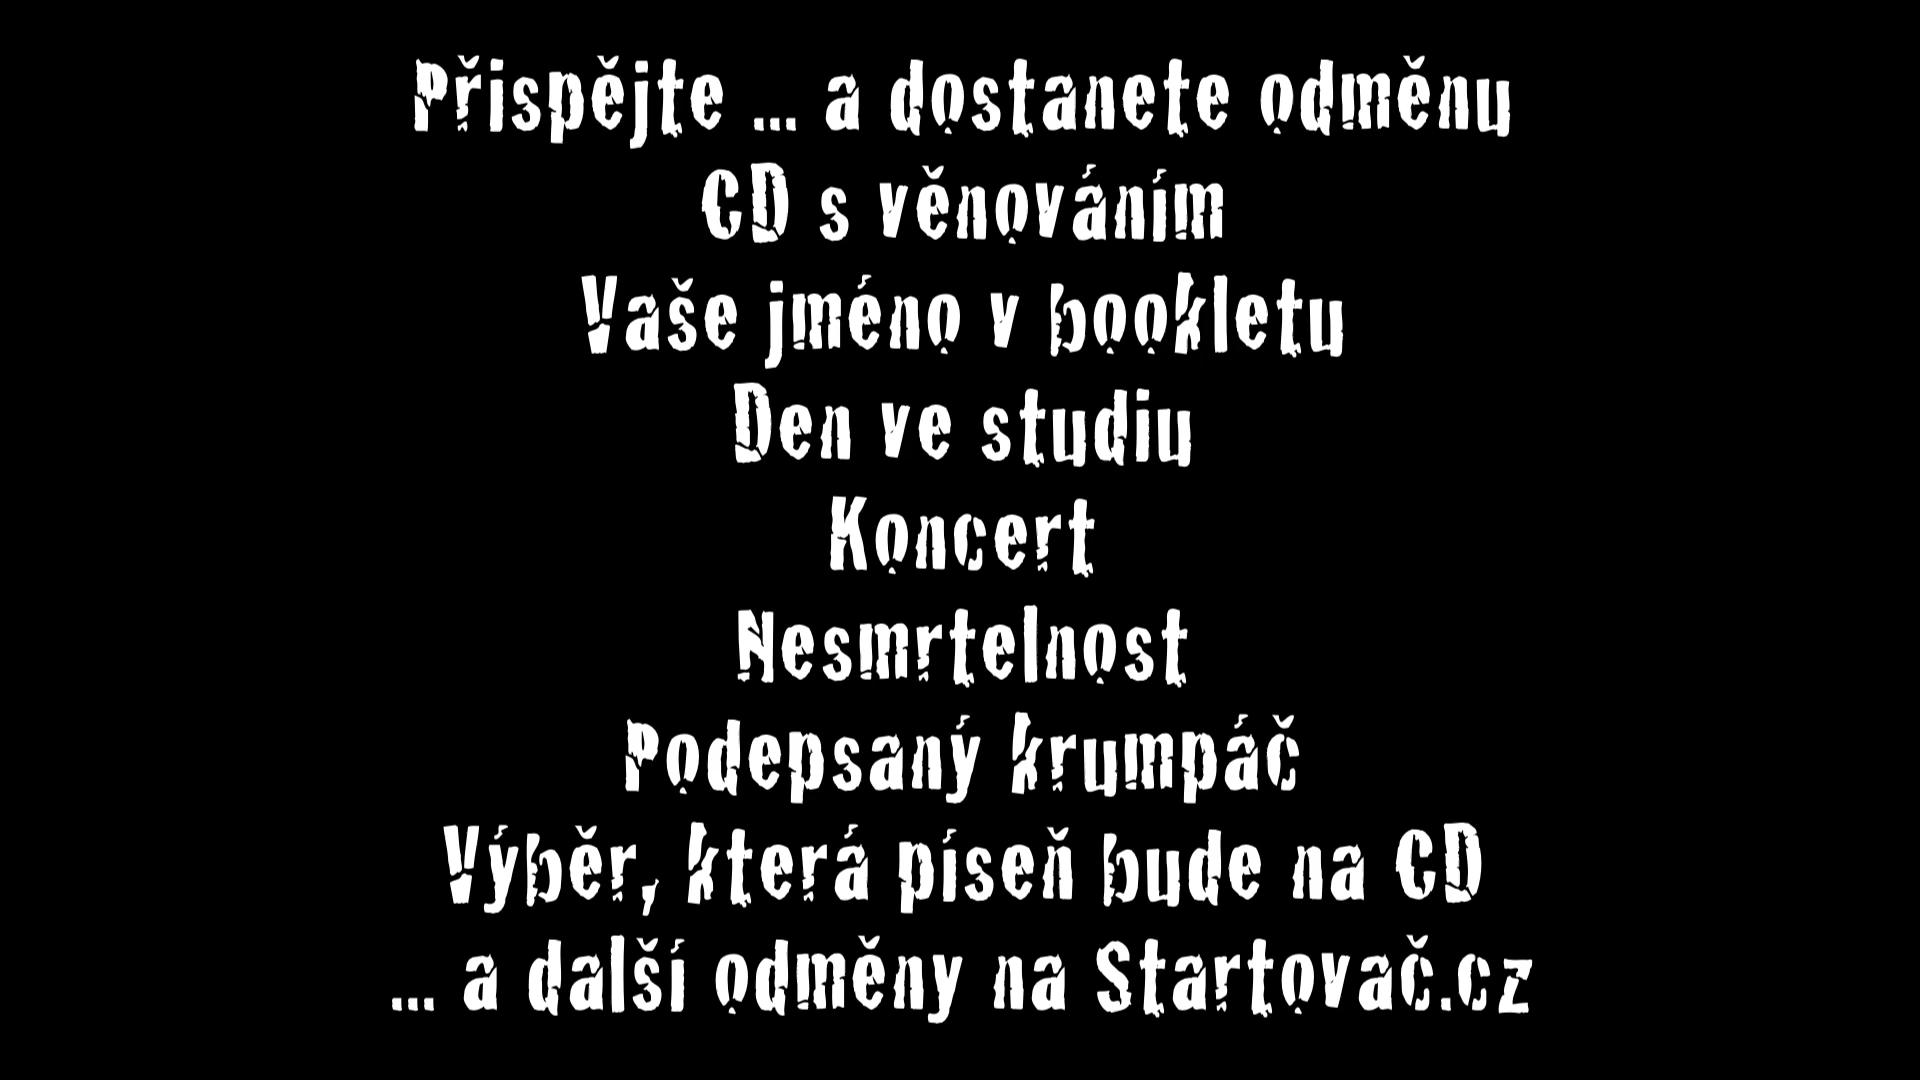 Přispějte ... a dostanete odměnu
CD s věnováním
Vaše jméno v bookletu
Den ve studiu
Koncert
Nesmrtelnost
Podepsaný krumpáč
Výběr, která píseň bude na CD
... a další odměny na Startovač.cz